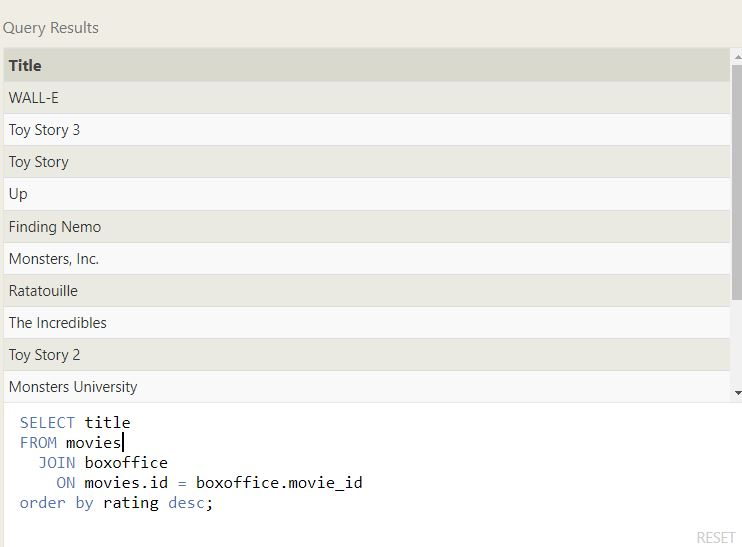 Query Results
Title
WALL-E
Toy Story 3
Toy Story
Up
Finding Nemo
Monsters, Inc.
Ratatouille
The Incredibles
Toy Story 2
Monsters University
SELECT title
FROM movies
JOIN boxoffice
ON movies.id = boxoffice.movie_id
order by rating desc;
RESET